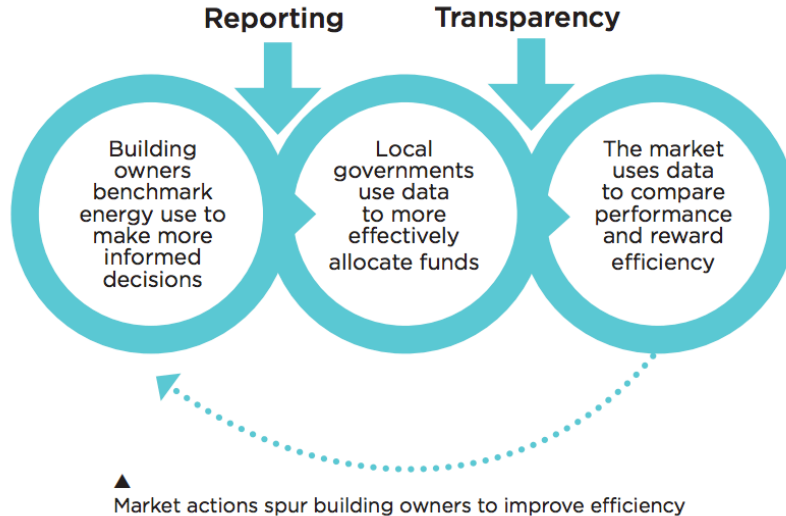 Reporting
Transparency
Building
owners
benchmark
energy use to
make more
informed
decisions
Local
governments
use data
to more
effectively
allocate funds
The market
uses data
to compare
performance
and reward
efficiency
Market actions spur building owners to improve efficiency